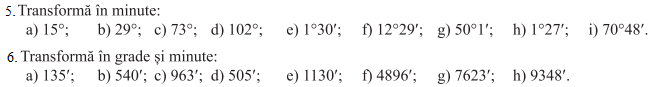 5. Transformă în minute:
a) 15°; b) 29°; c) 73°; d) 102°; e) 1°30′; f) 12°29′; g) 50°1′; h) 1°27′; i) 70°48′.
6. Transformă în grade și minute:
a) 135′; b) 540′; c) 963′; d) 505′; e) 1130′; f) 4896′; g) 7623′; h) 9348′.